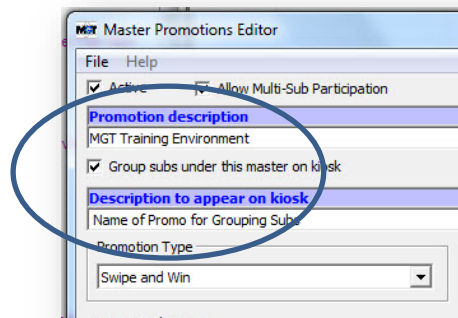 MGT Master Promotions Editor
File Help
Active Allow Multi-Sub Participation
Promotion description
MGT Training Environment
Group subs under this master on kiosk
Description to appear on kiosk
Name of Promo for Grouping Subs
Promotion Type
Swipe and Win